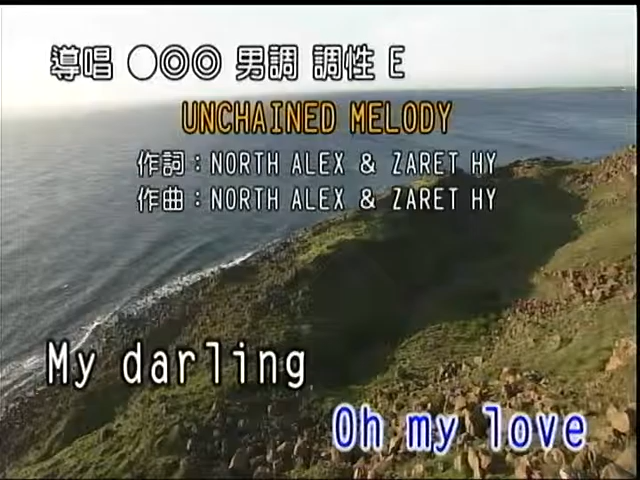 導唱 ○◎◎ 男調 調性 E
UNCHAINED MELODY
作詞：NORTH ALEX & ZARET HY
作曲：NORTH ALEX & ZARET HY
My darling
Oh my love